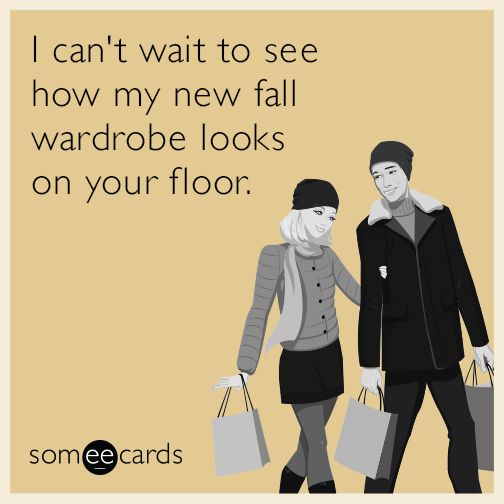 I can't wait to see
how my new fall
wardrobe looks
on your floor.
someecards